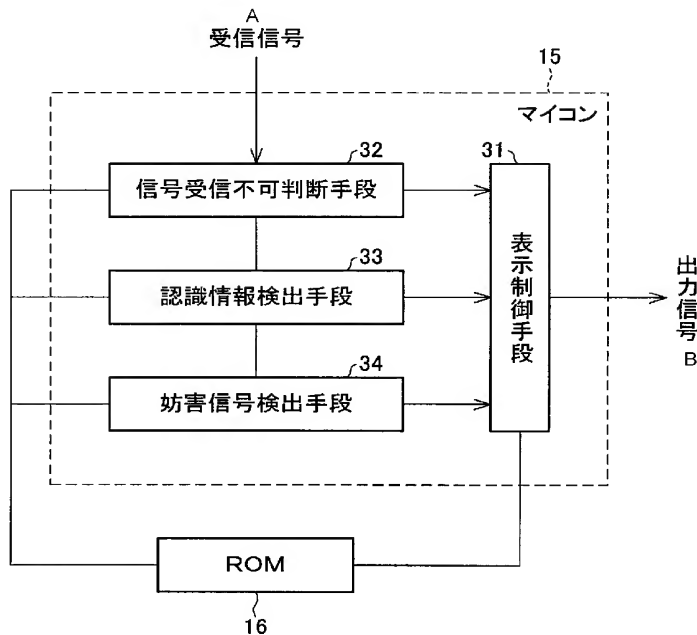 A
受信信号
15
マイコン
32
信号受信不可判断手段
31
表示制御手段
33
認識情報検出手段
34
妨害信号検出手段
出力信号
B
ROM
16